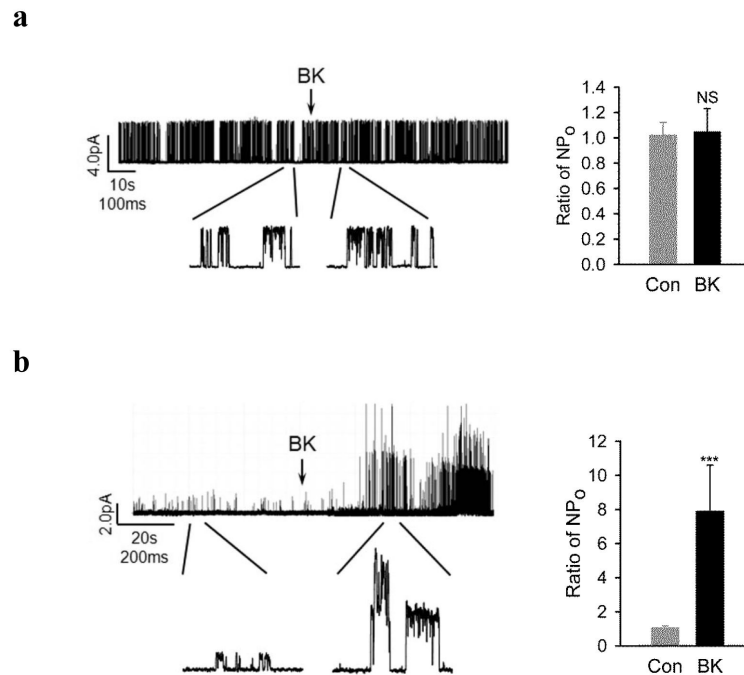 a
BK
4.0pA
10s
100ms
Ratio of NPO
1.4
1.2
1.0
0.8
0.6
0.4
0.2
0.0
NS
Con BK
b
BK
2.0pA
20s
200ms
Ratio of NPO
12
10
8
6
4
2
0
***
Con BK